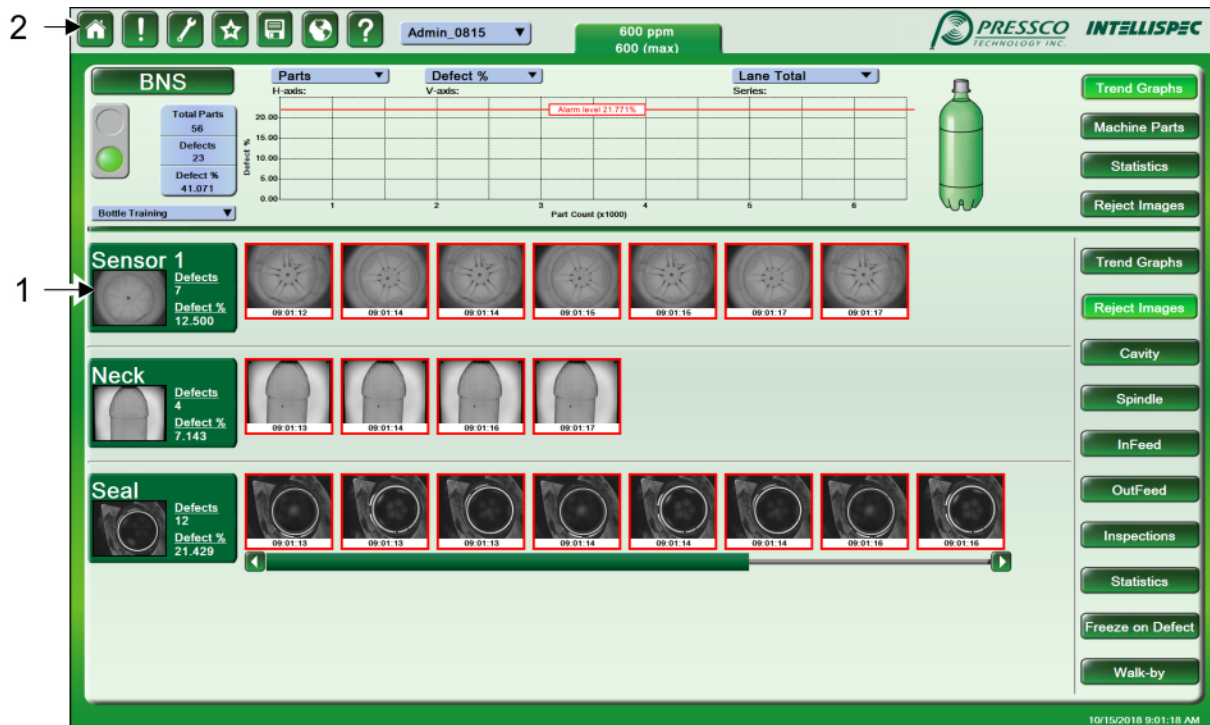 2
Admin_0815
600 ppm
600 (max)
PRESSCO
TECHNOLOGY INC.
INTELLISPEC
BNS
Total Parts
56
Defects
23
Defect %
41.071
Bottle Training
Parts
H-axis:
Defect %
V-axis:
Lane Total
Series:
Alarm level 21.771%
Defect %
20.00
15.00
10.00
5.00
0.00
1 2 3 4 5 6
Part Count (x1000)
Trend Graphs
Machine Parts
Statistics
Reject Images
1
Sensor 1
Defects
7
Defect %
12.500
09:01:12 09:01:14 09:01:14 09:01:15 09:01:15 09:01:17 09:01:17
Neck
Defects
4
Defect %
7.143
09:01:13 09:01:14 09:01:16 09:01:17
Seal
Defects
12
Defect %
21.429
09:01:13 09:01:13 09:01:13 09:01:14 09:01:14 09:01:14 09:01:16 09:01:16
Trend Graphs
Reject Images
Cavity
Spindle
InFeed
OutFeed
Inspections
Statistics
Freeze on Defect
Walk-by
10/15/2018 9:01:18 AM